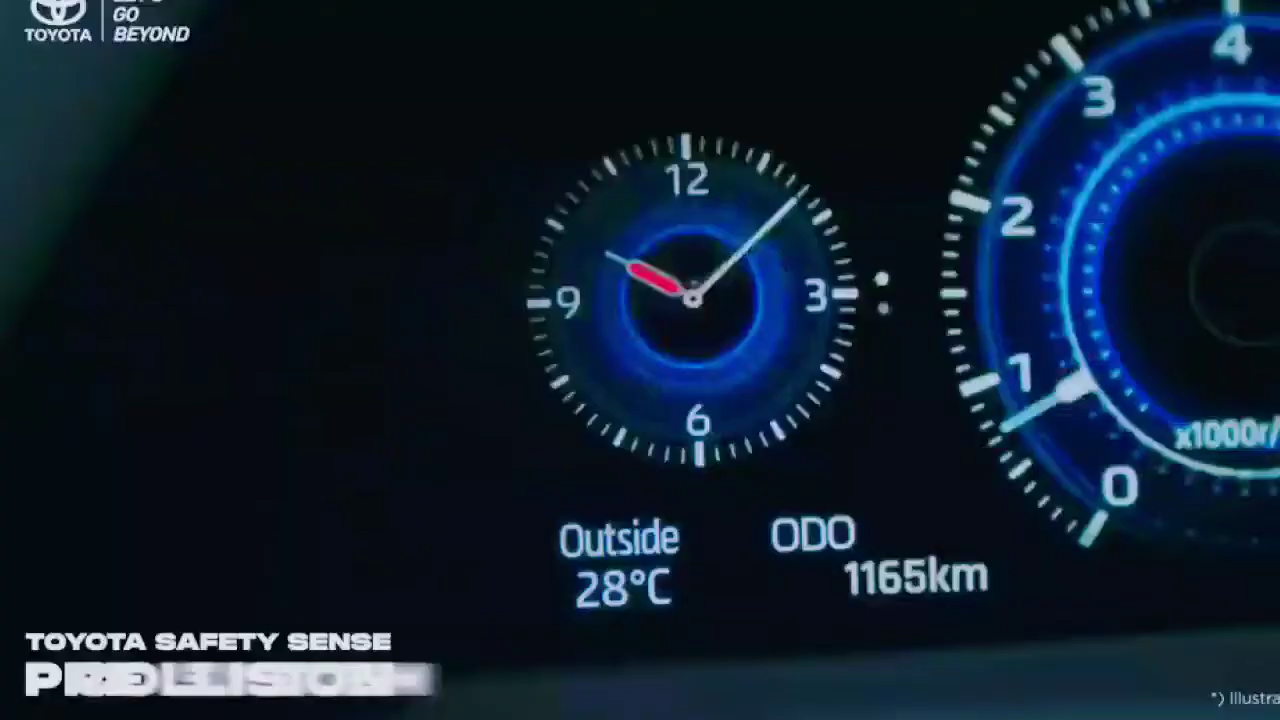 TOYOTA
GO
BEYOND
12
9
3
6
4
3
2
1
0
x1000r/
Outside
28°C
ODO
1165km
TOYOTA SAFETY SENSE
*) Illustra